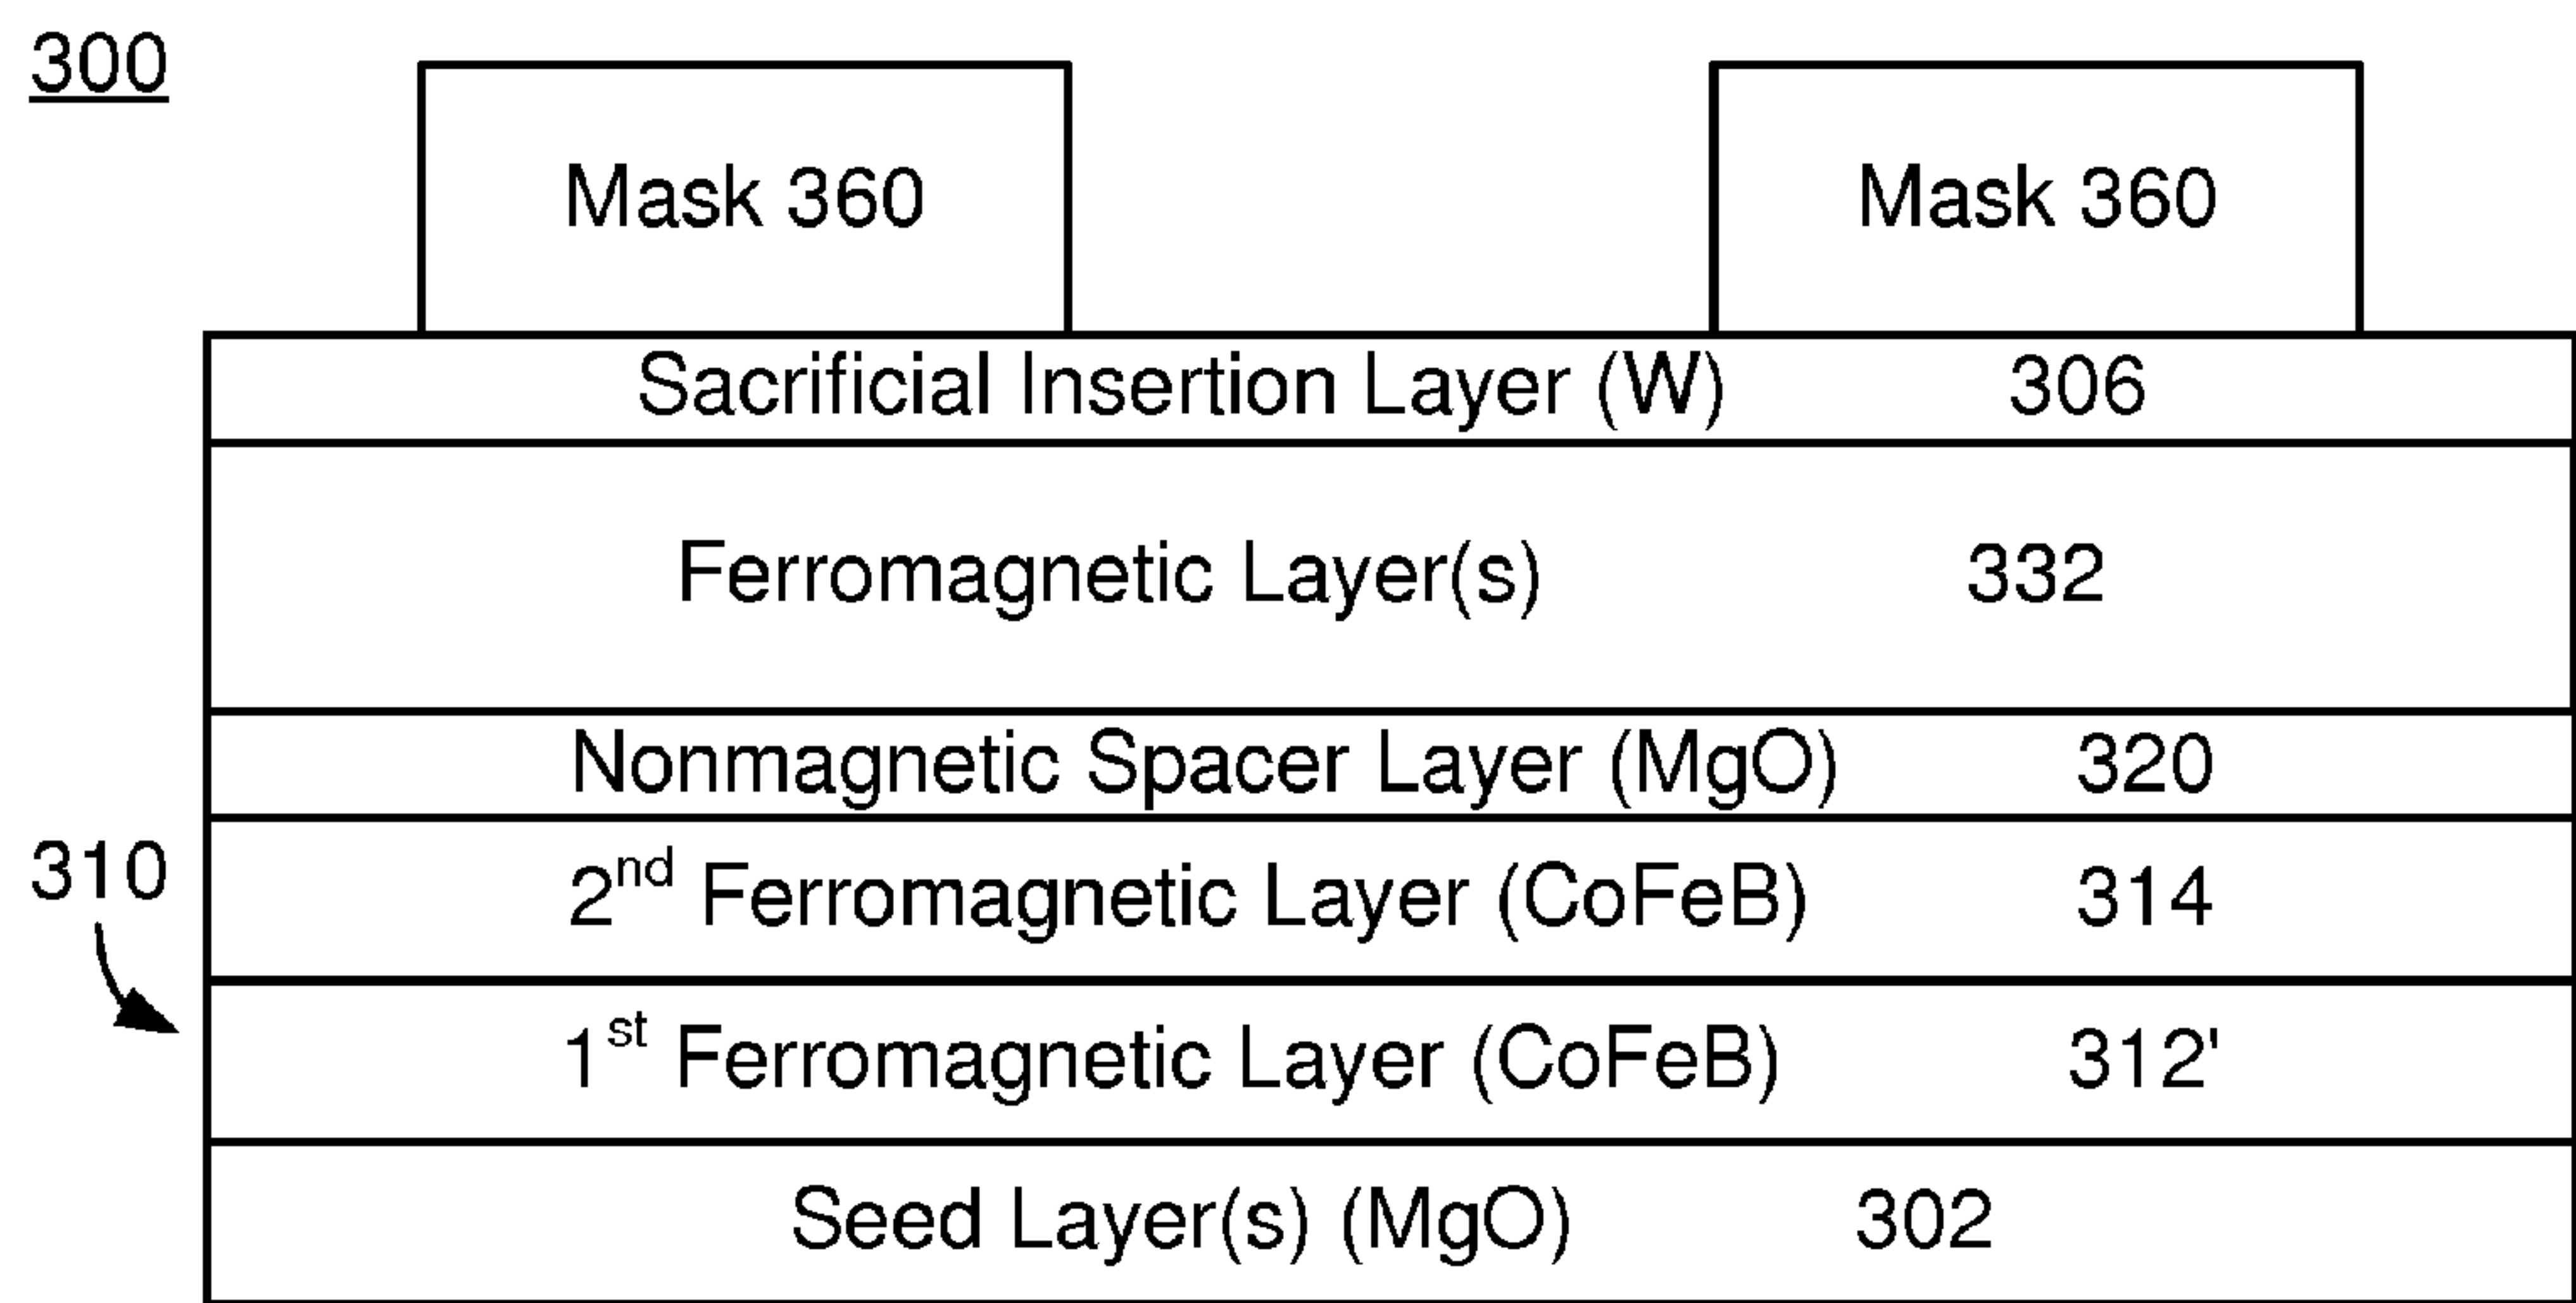 300
Mask 360 Mask 360
Sacrificial Insertion Layer (W) 306
Ferromagnetic Layer(s) 332
Nonmagnetic Spacer Layer (MgO) 320
310
2nd Ferromagnetic Layer (CoFeB) 314
1st Ferromagnetic Layer (CoFeB) 312'
Seed Layer(s) (MgO) 302